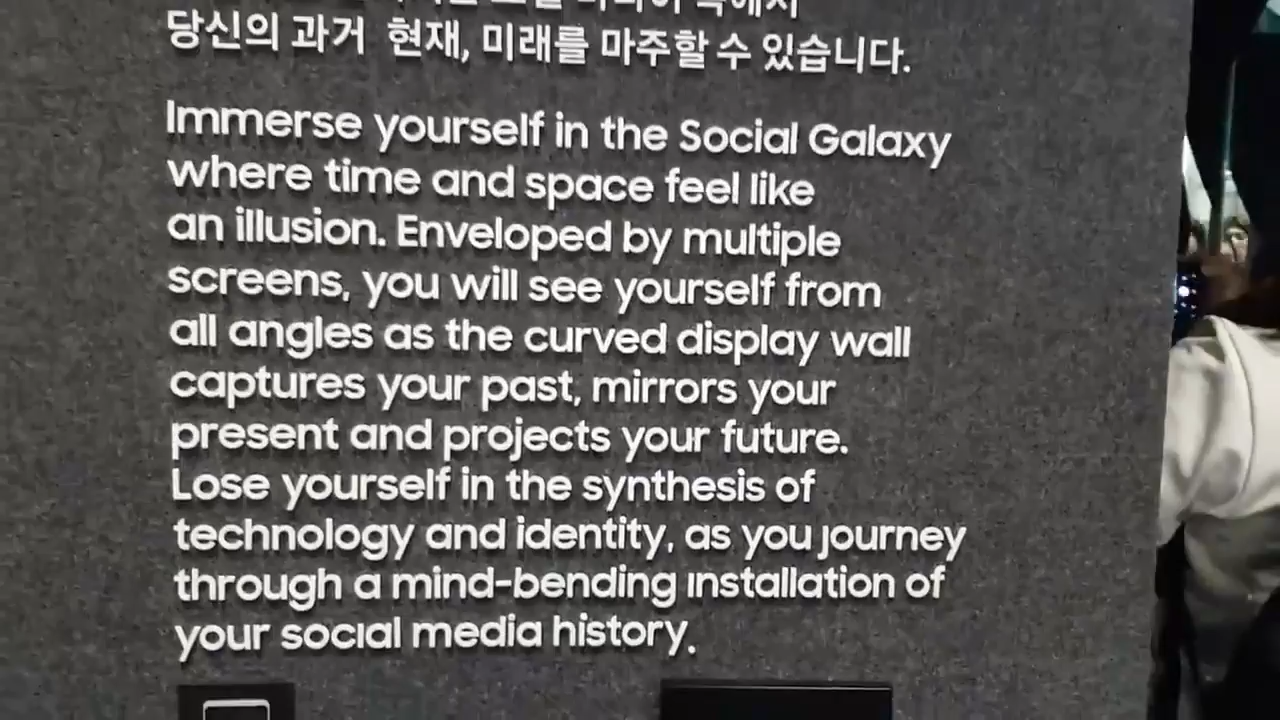 당신의 과거 현재, 미래를 마주할 수 있습니다.
Immerse yourself in the Social Galaxy
where time and space feel like
an illusion. Enveloped by multiple
screens, you will see yourself from
all angles as the curved display wall
captures your past, mirrors your
present and projects your future.
Lose yourself in the synthesis of
technology and identity, as you journey
through a mind-bending installation of
your social media history.